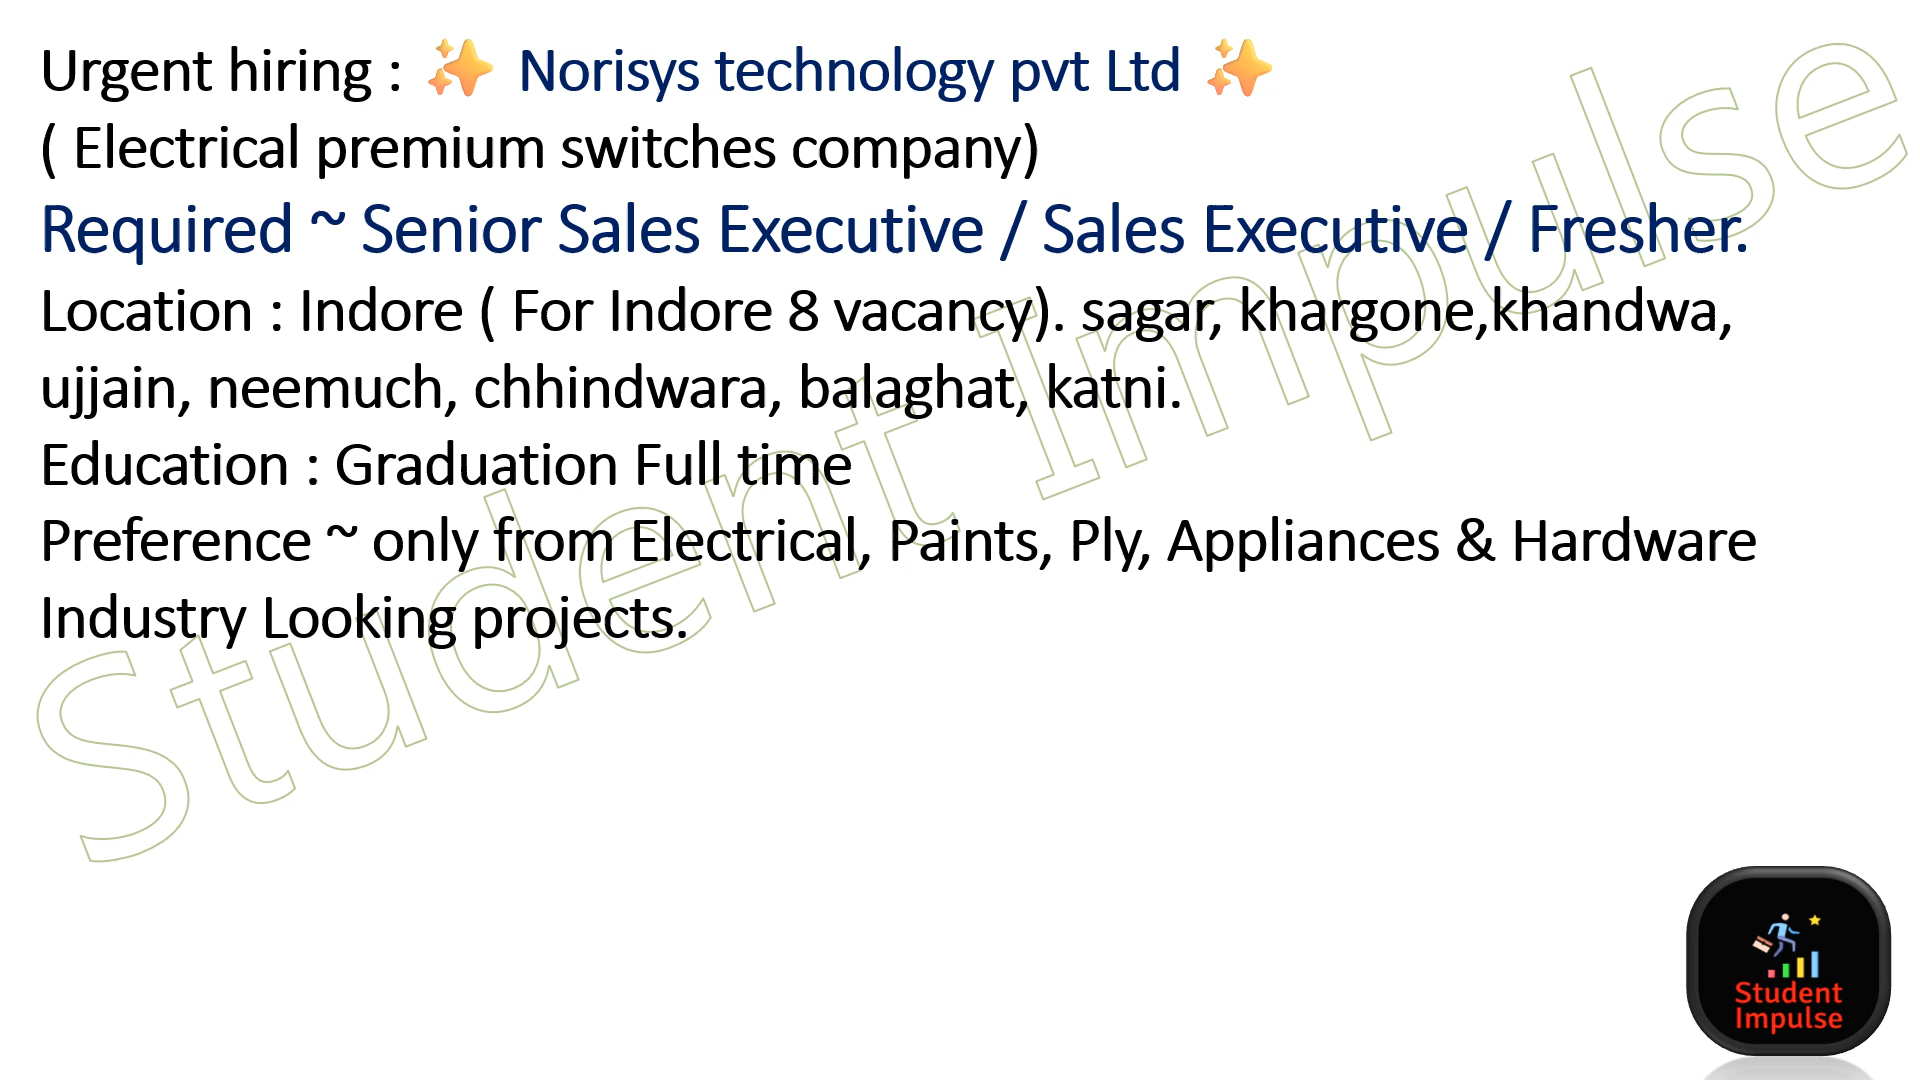 Urgent hiring : ✨ Norisys technology pvt Ltd ✨
( Electrical premium switches company)
Required ~ Senior Sales Executive / Sales Executive / Fresher.
Location : Indore ( For Indore 8 vacancy). sagar, khargone,khandwa,
ujjain, neemuch, chhindwara, balaghat, katni.
Education : Graduation Full time
Preference ~ only from Electrical, Paints, Ply, Appliances & Hardware
Industry Looking projects.
Student Impulse
Student
Impulse